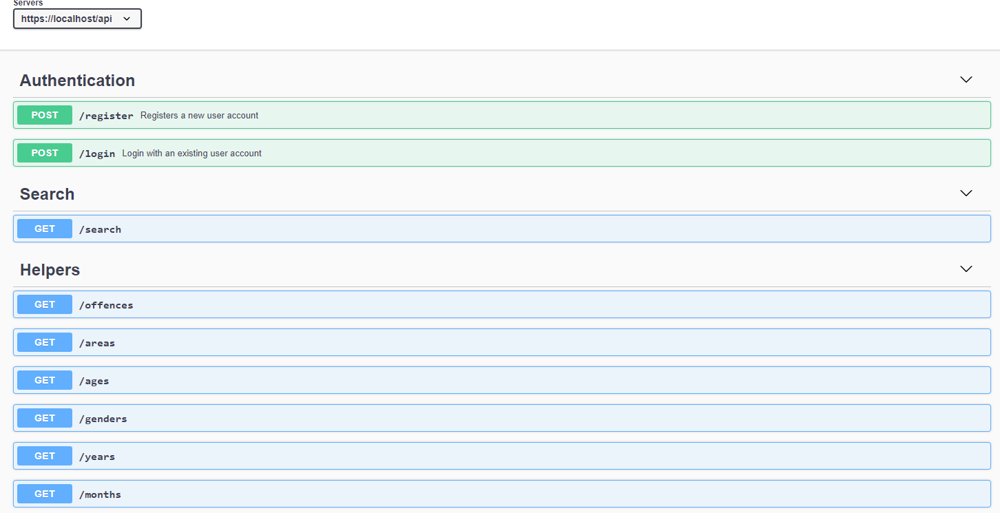 Servers
https://localhost/api
Authentication
POST /register Registers a new user account
POST /login Login with an existing user account
Search
GET /search
Helpers
GET /offences
GET /areas
GET /ages
GET /genders
GET /years
GET /months